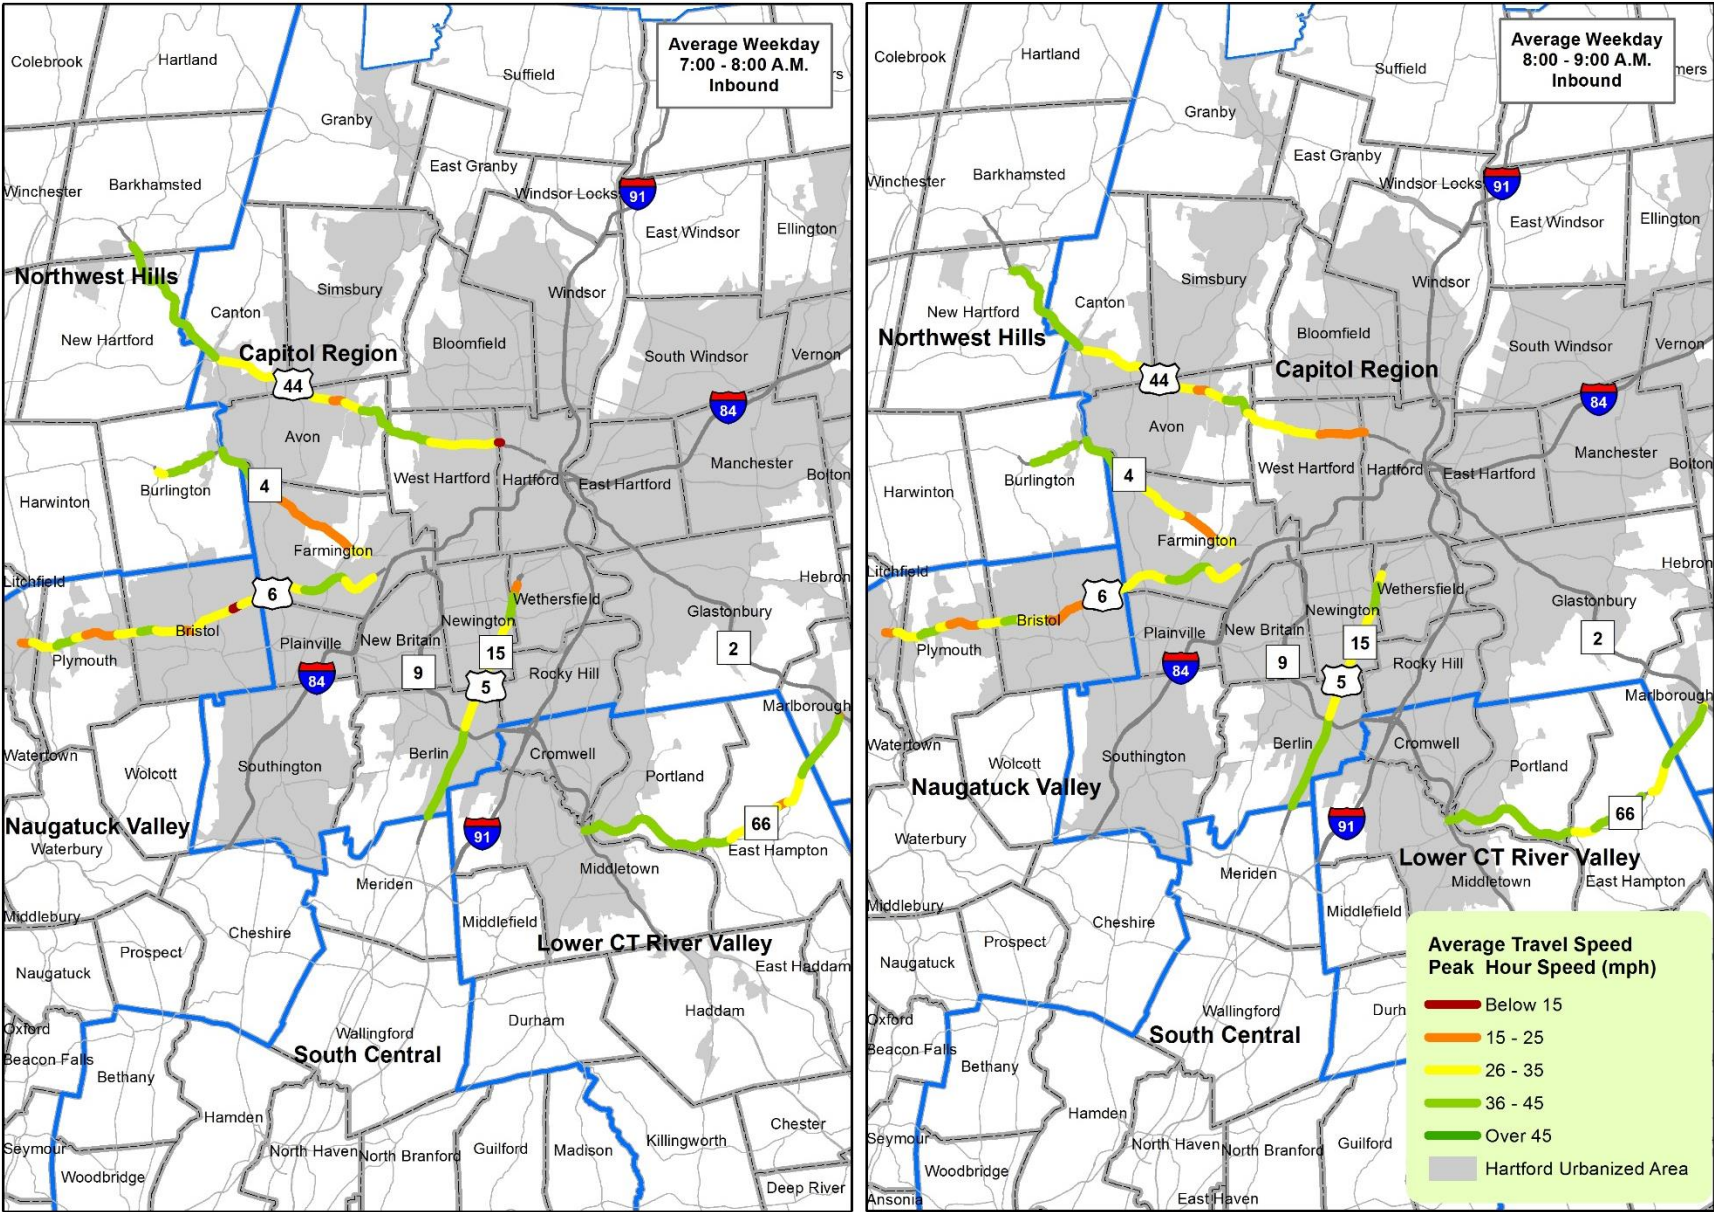 Average Weekday
7:00 - 8:00 A.M.
Inbound
rs
Colebrook
Hartland
Suffield
Granby
East Granby
Winchester
Barkhamsted
Windsor Locks
91
East Windsor
Ellington
Northwest Hills
Simsbury
Windsor
Canton
New Hartford
Capitol Region
Bloomfield
South Windsor
Vernon
44
84
Avon
Manchester
Bolton
West Hartford
Hartford
East Hartford
Burlington
4
Harwinton
Farmington
Litchfield
Hebron
6
Wethersfield
Glastonbury
Bristol
Newington
Plainville
New Britain
Plymouth
15
2
Rocky Hill
84
9
5
Marlborough
Watertown
Wolcott
Southington
Berlin
Cromwell
Portland
Naugatuck Valley
66
Waterbury
91
East Hampton
Middletown
Meriden
Middlebury
Middlefield
Cheshire
Prospect
Lower CT River Valley
Naugatuck
East Haddam
Haddam
Oxford
Wallingford
Durham
South Central
Beacon Falls
Bethany
Hamden
Chester
Seymour
North Haven
North Branford
Guilford
Madison
Killingworth
Woodbridge
Deep River
Average Weekday
8:00 - 9:00 A.M.
Inbound
mers
Colebrook
Hartland
Suffield
Granby
East Granby
Winchester
Barkhamsted
Windsor Locks
91
East Windsor
Ellington
Simsbury
Windsor
Canton
New Hartford
Northwest Hills
Bloomfield
South Windsor
Vernon
Capitol Region
44
84
Avon
Manchester
Bolton
West Hartford
Hartford
East Hartford
Burlington
4
Harwinton
Farmington
Litchfield
Hebron
6
Wethersfield
Glastonbury
Bristol
Newington
Plainville
New Britain
Plymouth
15
2
Rocky Hill
84
9
5
Marlborough
Watertown
Wolcott
Southington
Berlin
Cromwell
Portland
Naugatuck Valley
66
91
Waterbury
Lower CT River Valley
Meriden
Middletown
East Hampton
Middlebury
Middlefield
Cheshire
Prospect
Naugatuck
Oxford
Wallingford
Durh
South Central
Beacon Falls
Bethany
Hamden
Seymour
North Haven
North Branford
Guilford
Woodbridge
Ansonia
East Haven
Average Travel Speed
Peak Hour Speed (mph)
Below 15
15 - 25
26 - 35
36 - 45
Over 45
Hartford Urbanized Area